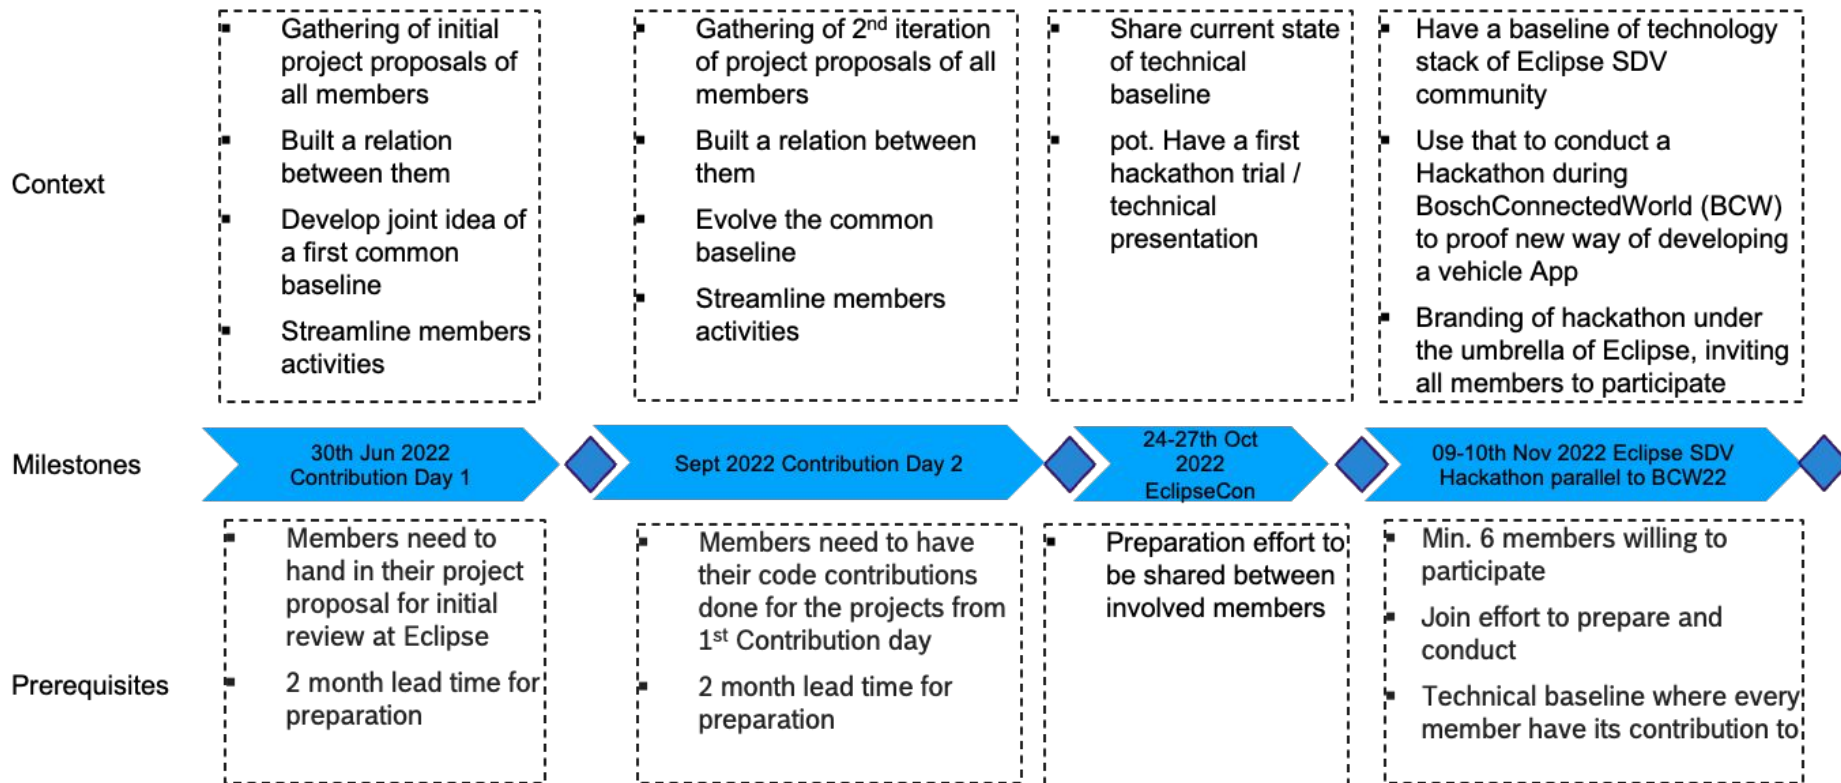 Context
Gathering of initial
project proposals of
all members
Built a relation
between them
Develop joint idea of
a first common
baseline
Streamline members
activities
Gathering of 2nd iteration
of project proposals of all
members
Built a relation between
them
Evolve the common
baseline
Streamline members
activities
Share current state
of technical
baseline
pot. Have a first
hackathon trial /
technical
presentation
Have a baseline of technology
stack of Eclipse SDV
community
Use that to conduct a
Hackathon during
BoschConnectedWorld (BCW)
to proof new way of developing
a vehicle App
Branding of hackathon under
the umbrella of Eclipse, inviting
all members to participate
Milestones
30th Jun 2022
Contribution Day 1
Sept 2022 Contribution Day 2
24-27th Oct
2022
EclipseCon
09-10th Nov 2022 Eclipse SDV
Hackathon parallel to BCW22
Prerequisites
Members need to
hand in their project
proposal for initial
review at Eclipse
2 month lead time for
preparation
Members need to have
their code contributions
done for the projects from
1st Contribution day
2 month lead time for
preparation
Preparation effort to
be shared between
involved members
Min. 6 members willing to
participate
Join effort to prepare and
conduct
Technical baseline where every
member have its contribution to